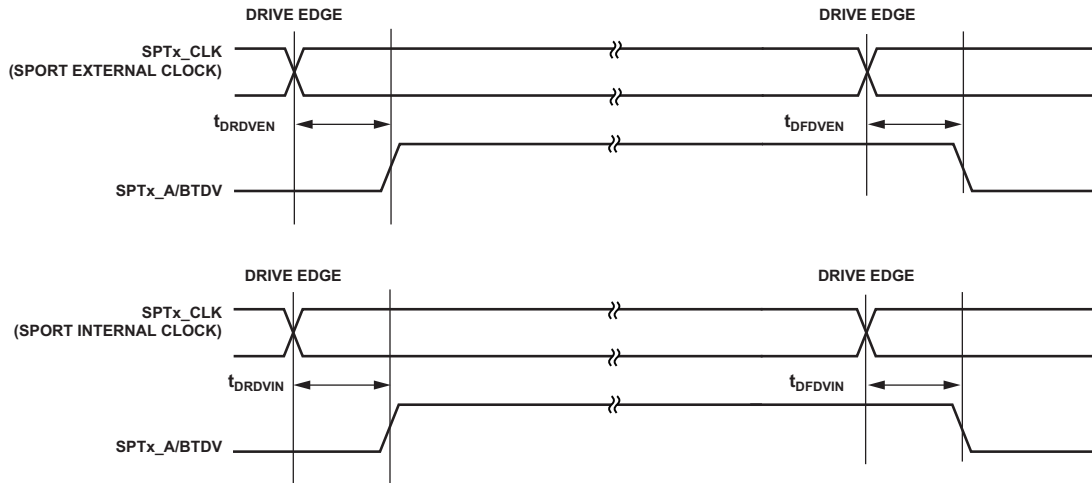 DRIVE EDGE DRIVE EDGE
SPTx_CLK
(SPORT EXTERNAL CLOCK)
tDRDVEN tDFDVEN
SPTx_A/BTDV
DRIVE EDGE DRIVE EDGE
SPTx_CLK
(SPORT INTERNAL CLOCK)
tDRDVIN tDFDVIN
SPTx_A/BTDV